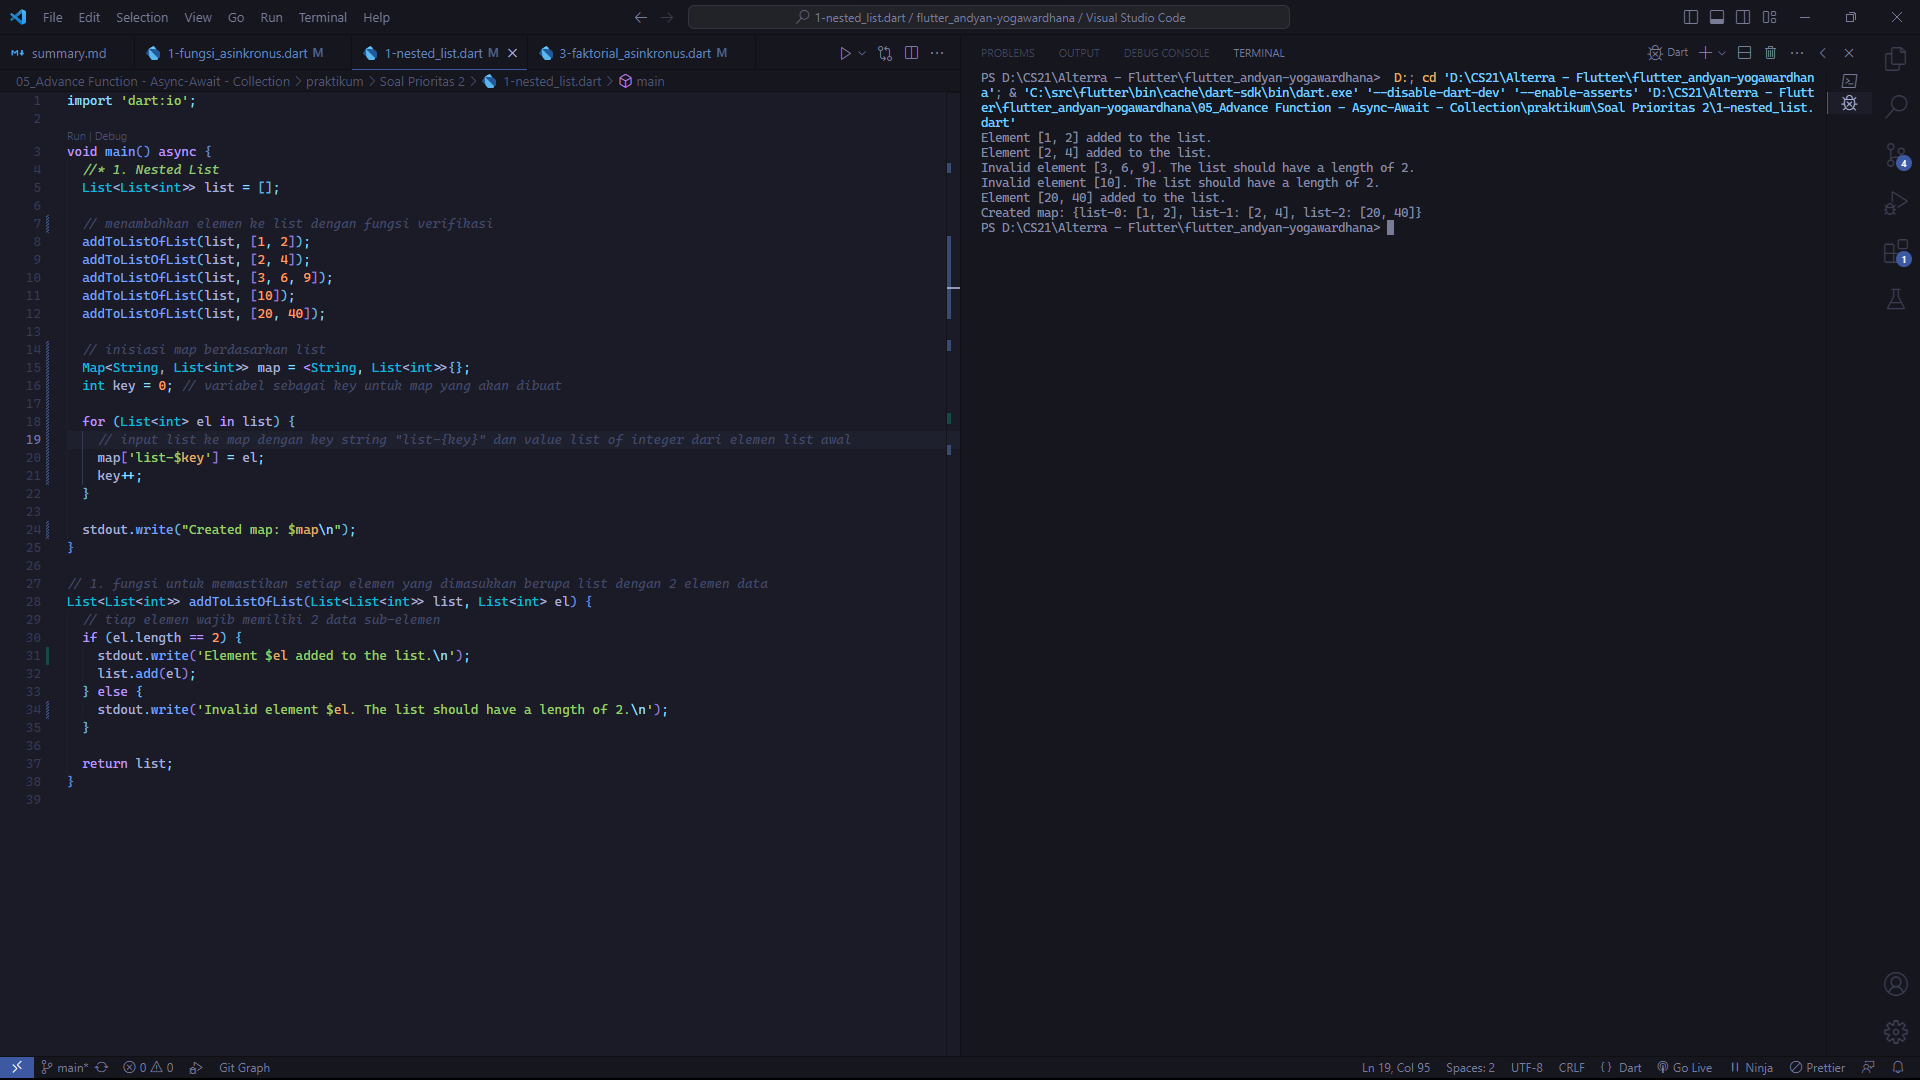 File Edit Selection View Go Run Terminal Help
1-nested_list.dart / flutter_andyan-yogawardhana / Visual Studio Code
summary.md
1-fungsi_asinkronus.dart M
1-nested_list.dart M
3-faktorial_asinkronus.dart M
05_Advance Function - Async-Await - Collection > praktikum > Soal Prioritas 2 > 1-nested_list.dart > main
1 import 'dart:io';
2
Run | Debug
3 void main() async {
4 //* 1. Nested List
5 List<List<int>> list = [];
6
7 // menambahkan elemen ke list dengan fungsi verifikasi
8 addToListOfList(list, [1, 2]);
9 addToListOfList(list, [2, 4]);
10 addToListOfList(list, [3, 6, 9]);
11 addToListOfList(list, [10]);
12 addToListOfList(list, [20, 40]);
13
14 // inisiasi map berdasarkan list
15 Map<String, List<int>> map = <String, List<int>>{};
16 int key = 0; // variabel sebagai key untuk map yang akan dibuat
17
18 for (List<int> el in list) {
19 // input list ke map dengan key string "list-{key}" dan value list of integer dari elemen list awal
20 map['list-$key'] = el;
21 key++;
22 }
23
24 stdout.write("Created map: $map\n");
25 }
26
27 // 1. fungsi untuk memastikan setiap elemen yang dimasukkan berupa list dengan 2 elemen data
28 List<List<int>> addToListOfList(List<List<int>> list, List<int> el) {
29 // tiap elemen wajib memiliki 2 data sub-elemen
30 if (el.length == 2) {
31 stdout.write('Element $el added to the list.\n');
32 list.add(el);
33 } else {
34 stdout.write('Invalid element $el. The list should have a length of 2.\n');
35 }
36
37 return list;
38 }
39
PROBLEMS OUTPUT DEBUG CONSOLE TERMINAL
Dart
PS D:\CS21\Alterra - Flutter\flutter_andyan-yogawardhana>  D:; cd 'D:\CS21\Alterra - Flutter\flutter_andyan-yogawardhan
a'; & 'C:\src\flutter\bin\cache\dart-sdk\bin\dart.exe' '--disable-dart-dev' '--enable-asserts' 'D:\CS21\Alterra - Flutt
er\flutter_andyan-yogawardhana\05_Advance Function - Async-Await - Collection\praktikum\Soal Prioritas 2\1-nested_list.
dart'
Element [1, 2] added to the list.
Element [2, 4] added to the list.
Invalid element [3, 6, 9]. The list should have a length of 2.
Invalid element [10]. The list should have a length of 2.
Element [20, 40] added to the list.
Created map: {list-0: [1, 2], list-1: [2, 4], list-2: [20, 40]}
PS D:\CS21\Alterra - Flutter\flutter_andyan-yogawardhana>
4
1
main* 0 0 Git Graph
Ln 19, Col 95 Spaces: 2 UTF-8 CRLF {} Dart Go Live Ninja Prettier